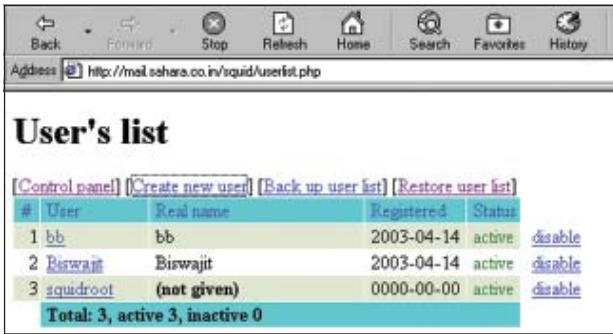 Back Forward Stop Refresh Home Search Favorites History
Address http://mail.sahara.co.in/squid/userlist.php
User's list
[Control panel] [Create new user] [Back up user list] [Restore user list]
# User Real name Registered Status
1 bb bb 2003-04-14 active disable
2 Biswajit Biswajit 2003-04-14 active disable
3 squidroot (not given) 0000-00-00 active disable
Total: 3, active 3, inactive 0